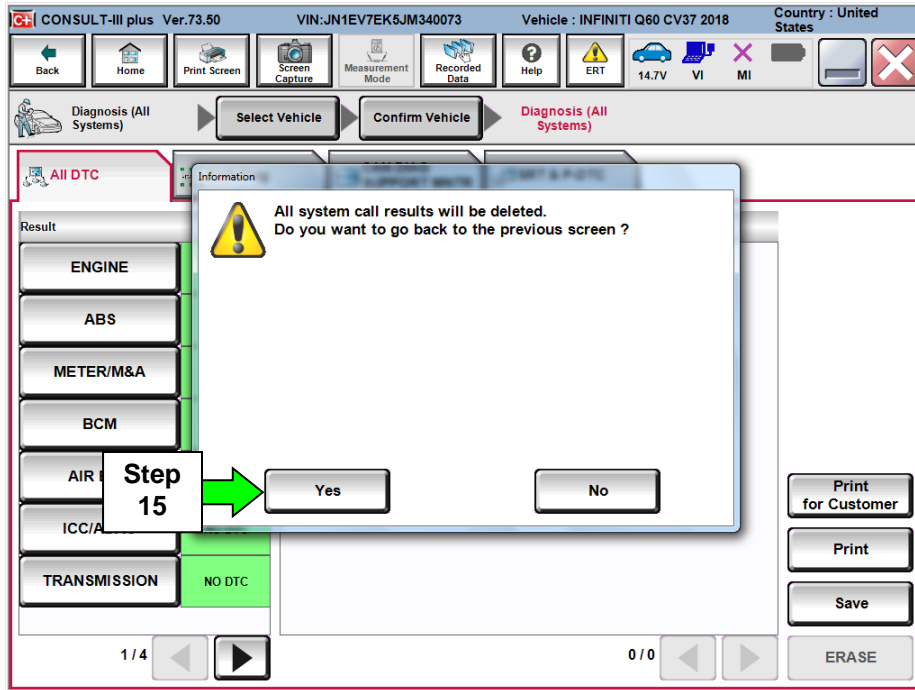 C+ CONSULT-III plus Ver.73.50 VIN:JN1EV7EK5JM340073 Vehicle : INFINITI Q60 CV37 2018 Country : United States
Back
Home
Print Screen
Screen Capture
Measurement Mode
Recorded Data
Help
ERT
14.7V
VI
MI
Diagnosis (All Systems)
Select Vehicle
Confirm Vehicle
Diagnosis (All Systems)
All DTC
Information
All system call results will be deleted.
Do you want to go back to the previous screen ?
Yes
No
Step
15
Result
ENGINE
ABS
METER/M&A
BCM
AIR
ICC/A
TRANSMISSION
NO DTC
1/4
0/0
Print
for Customer
Print
Save
ERASE